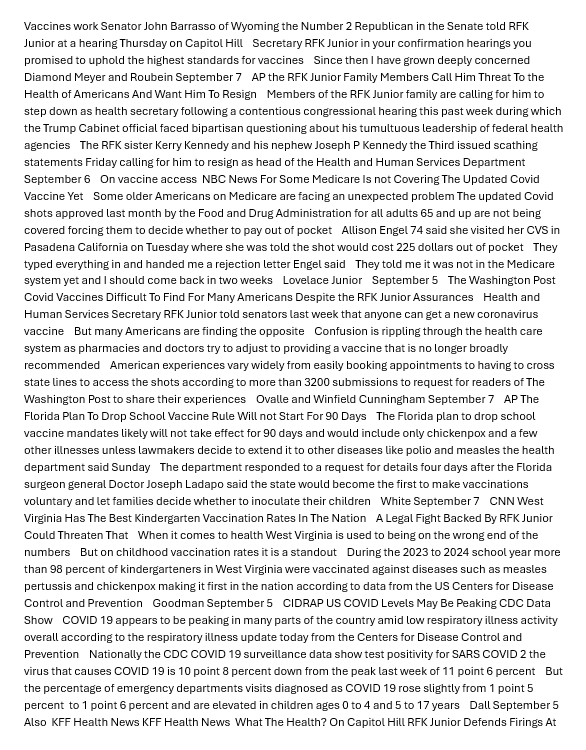 Vaccines work Senator John Barrasso of Wyoming the Number 2 Republican in the Senate told RFK
Junior at a hearing Thursday on Capitol Hill    Secretary RFK Junior in your confirmation hearings you
promised to uphold the highest standards for vaccines    Since then I have grown deeply concerned
Diamond Meyer and Roubein September 7    AP the RFK Junior Family Members Call Him Threat To the
Health of Americans And Want Him To Resign    Members of the RFK Junior family are calling for him to
step down as health secretary following a contentious congressional hearing this past week during which
the Trump Cabinet official faced bipartisan questioning about his tumultuous leadership of federal health
agencies    The RFK sister Kerry Kennedy and his nephew Joseph P Kennedy the Third issued scathing
statements Friday calling for him to resign as head of the Health and Human Services Department
September 6    On vaccine access  NBC News For Some Medicare Is not Covering The Updated Covid
Vaccine Yet    Some older Americans on Medicare are facing an unexpected problem The updated Covid
shots approved last month by the Food and Drug Administration for all adults 65 and up are not being
covered forcing them to decide whether to pay out of pocket    Allison Engel 74 said she visited her CVS in
Pasadena California on Tuesday where she was told the shot would cost 225 dollars out of pocket    They
typed everything in and handed me a rejection letter Engel said    They told me it was not in the Medicare
system yet and I should come back in two weeks    Lovelace Junior    September 5    The Washington Post
Covid Vaccines Difficult To Find For Many Americans Despite the RFK Junior Assurances    Health and
Human Services Secretary RFK Junior told senators last week that anyone can get a new coronavirus
vaccine    But many Americans are finding the opposite    Confusion is rippling through the health care
system as pharmacies and doctors try to adjust to providing a vaccine that is no longer broadly
recommended    American experiences vary widely from easily booking appointments to having to cross
state lines to access the shots according to more than 3200 submissions to request for readers of The
Washington Post to share their experiences    Ovalle and Winfield Cunningham September 7    AP The
Florida Plan To Drop School Vaccine Rule Will not Start For 90 Days    The Florida plan to drop school
vaccine mandates likely will not take effect for 90 days and would include only chickenpox and a few
other illnesses unless lawmakers decide to extend it to other diseases like polio and measles the health
department said Sunday    The department responded to a request for details four days after the Florida
surgeon general Doctor Joseph Ladapo said the state would become the first to make vaccinations
voluntary and let families decide whether to inoculate their children    White September 7    CNN West
Virginia Has The Best Kindergarten Vaccination Rates In The Nation    A Legal Fight Backed By RFK Junior
Could Threaten That    When it comes to health West Virginia is used to being on the wrong end of the
numbers    But on childhood vaccination rates it is a standout    During the 2023 to 2024 school year more
than 98 percent of kindergarteners in West Virginia were vaccinated against diseases such as measles
pertussis and chickenpox making it first in the nation according to data from the US Centers for Disease
Control and Prevention    Goodman September 5    CIDRAP US COVID Levels May Be Peaking CDC Data
Show    COVID 19 appears to be peaking in many parts of the country amid low respiratory illness activity
overall according to the respiratory illness update today from the Centers for Disease Control and
Prevention    Nationally the CDC COVID 19 surveillance data show test positivity for SARS COVID 2 the
virus that causes COVID 19 is 10 point 8 percent down from the peak last week of 11 point 6 percent    But
the percentage of emergency departments visits diagnosed as COVID 19 rose slightly from 1 point 5
percent  to 1 point 6 percent and are elevated in children ages 0 to 4 and 5 to 17 years    Dall September 5
Also  KFF Health News KFF Health News  What The Health? On Capitol Hill RFK Junior Defends Firings At